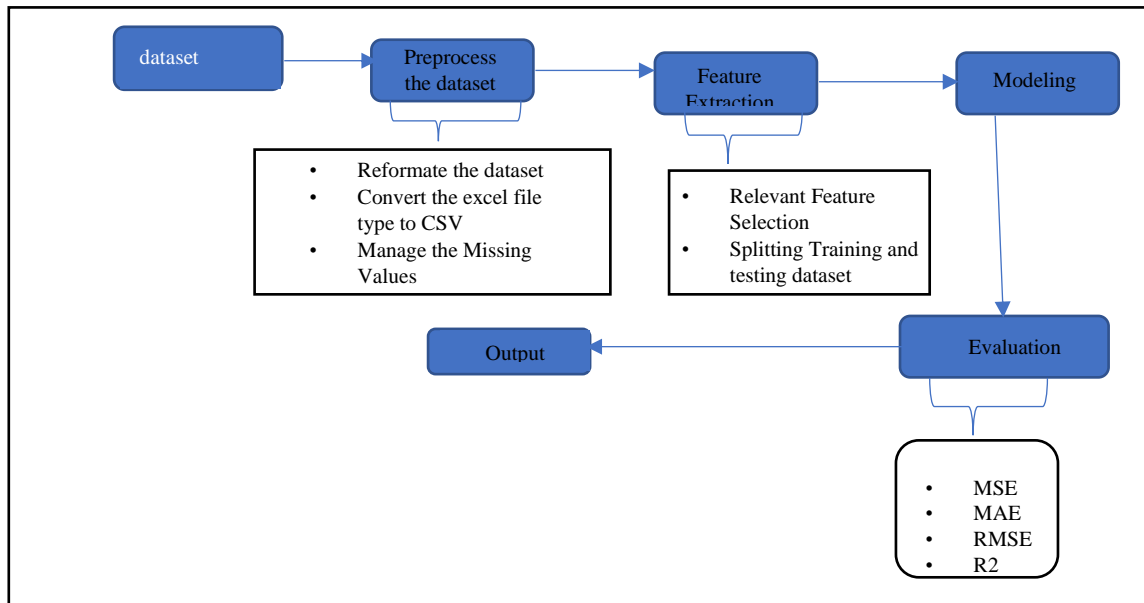 dataset
Preprocess
the dataset
Feature
Extraction
Modeling
• Reformate the dataset
• Convert the excel file
type to CSV
• Manage the Missing
Values
• Relevant Feature
Selection
• Splitting Training and
testing dataset
Output
Evaluation
• MSE
• MAE
• RMSE
• R2